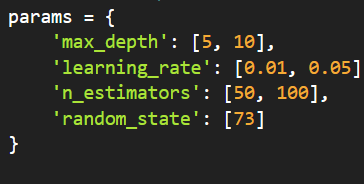 params = {
    'max_depth': [5, 10],
    'learning_rate': [0.01, 0.05]
    'n_estimators': [50, 100],
    'random_state': [73]
}